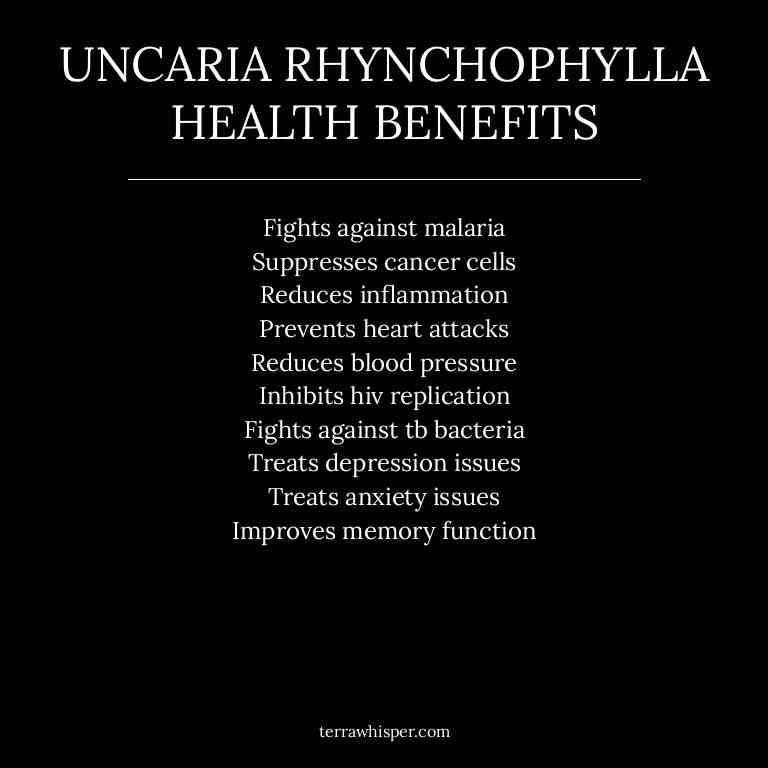 UNCARIA RHYNCHOPHYLLA
HEALTH BENEFITS
Fights against malaria
Suppresses cancer cells
Reduces inflammation
Prevents heart attacks
Reduces blood pressure
Inhibits hiv replication
Fights against tb bacteria
Treats depression issues
Treats anxiety issues
Improves memory function
terrawhisper.com